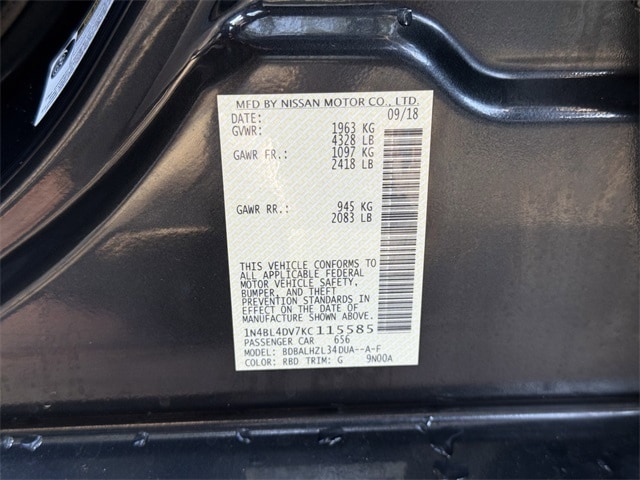 MFD BY NISSAN MOTOR CO., LTD.
DATE: 09/18
GVWR: 1963 KG
4328 LB
GAWR FR.: 1097 KG
2418 LB
GAWR RR.: 945 KG
2083 LB
THIS VEHICLE CONFORMS TO
ALL APPLICABLE FEDERAL
MOTOR VEHICLE SAFETY,
BUMPER, AND THEFT
PREVENTION STANDARDS IN
EFFECT ON THE DATE OF
MANUFACTURE SHOWN ABOVE.
1N4BL4DV7KC115585
PASSENGER CAR 656
MODEL: BDBALHZL34DUA--A-F
COLOR: RBD TRIM: G 9N00A